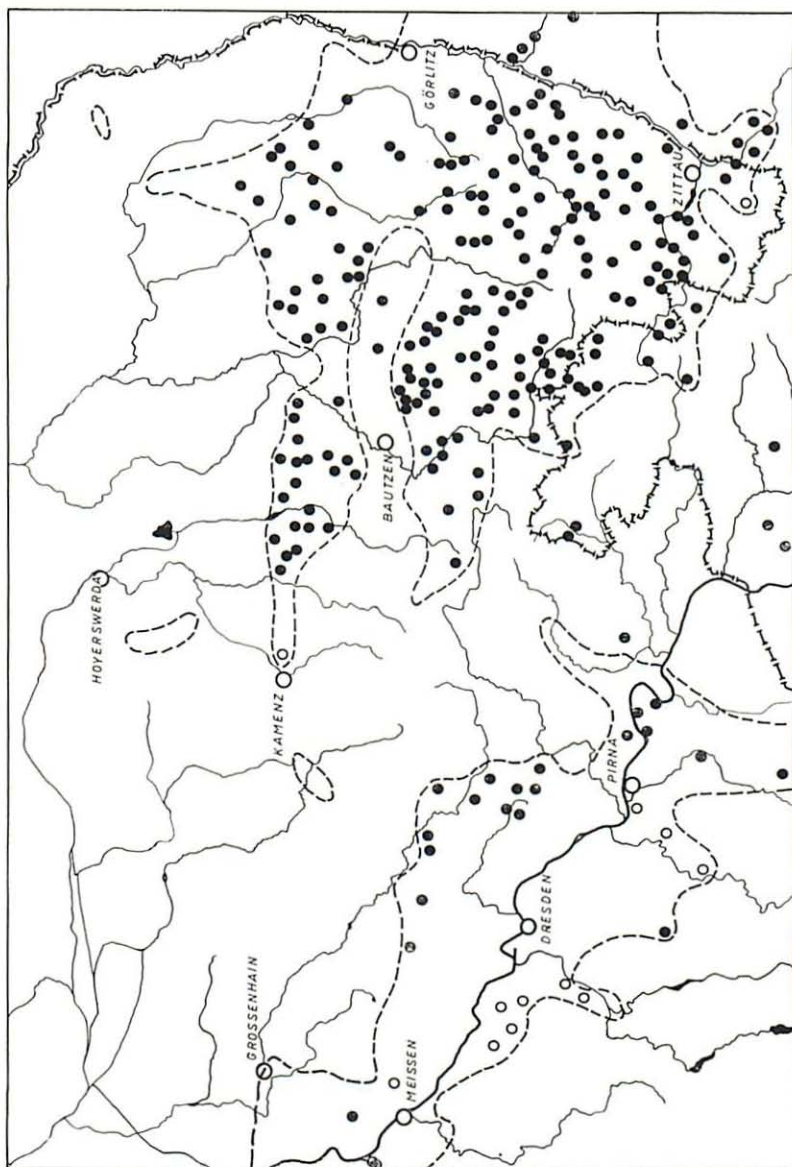 GÖRLITZ
ZITTAU
BAUTZEN
HOYERSWERDA
KAMENZ
PIRNA
DRESDEN
GROSSENHAIN
MEISSEN